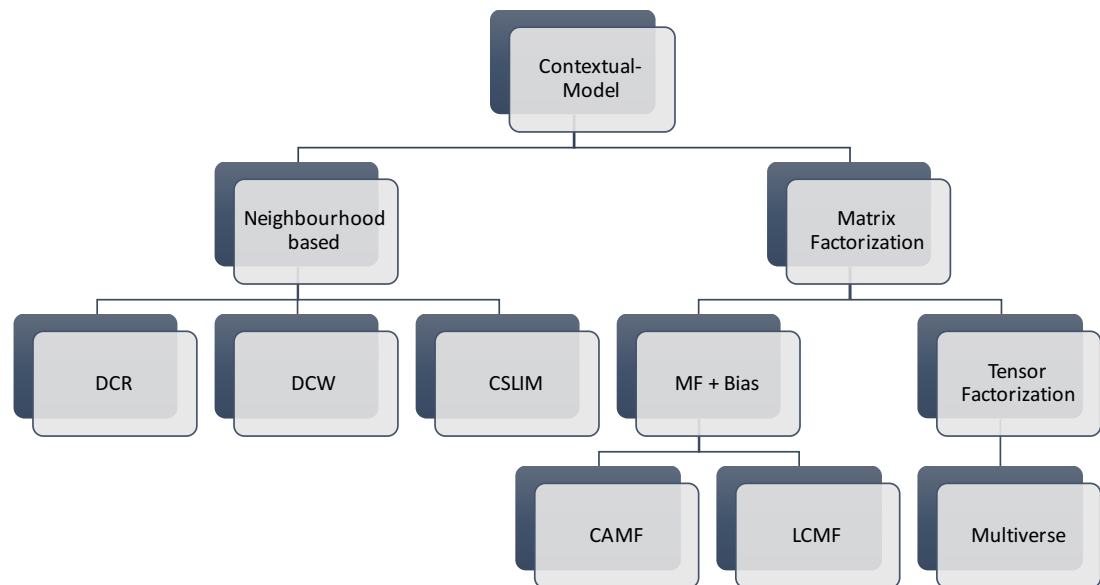 Contextual-
Model
Neighbourhood
based
Matrix
Factorization
DCR
DCW
CSLIM
MF + Bias
Tensor
Factorization
CAMF
LCMF
Multiverse